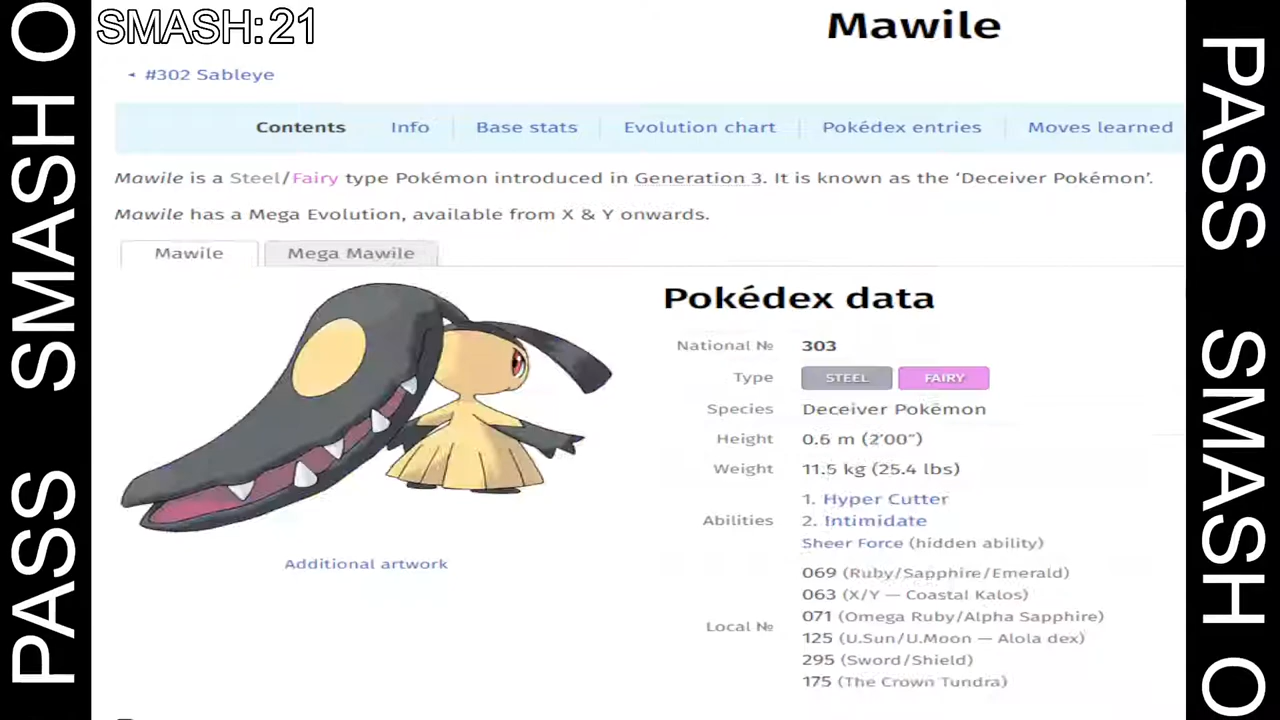 SMASH:21
Mawile
◂ #302 Sableye
Contents Info Base stats Evolution chart Pokédex entries Moves learned
Mawile is a Steel/Fairy type Pokémon introduced in Generation 3. It is known as the ‘Deceiver Pokémon’.
Mawile has a Mega Evolution, available from X & Y onwards.
Mawile Mega Mawile
Pokédex data
National № 303
Type STEEL FAIRY
Species Deceiver Pokémon
Height 0.6 m (2′00″)
Weight 11.5 kg (25.4 lbs)
Abilities 1. Hyper Cutter
2. Intimidate
Sheer Force (hidden ability)
Local № 069 (Ruby/Sapphire/Emerald)
063 (X/Y — Coastal Kalos)
071 (Omega Ruby/Alpha Sapphire)
125 (U.Sun/U.Moon — Alola dex)
295 (Sword/Shield)
175 (The Crown Tundra)
Additional artwork
PASS SMASH O
PASS SMASH O